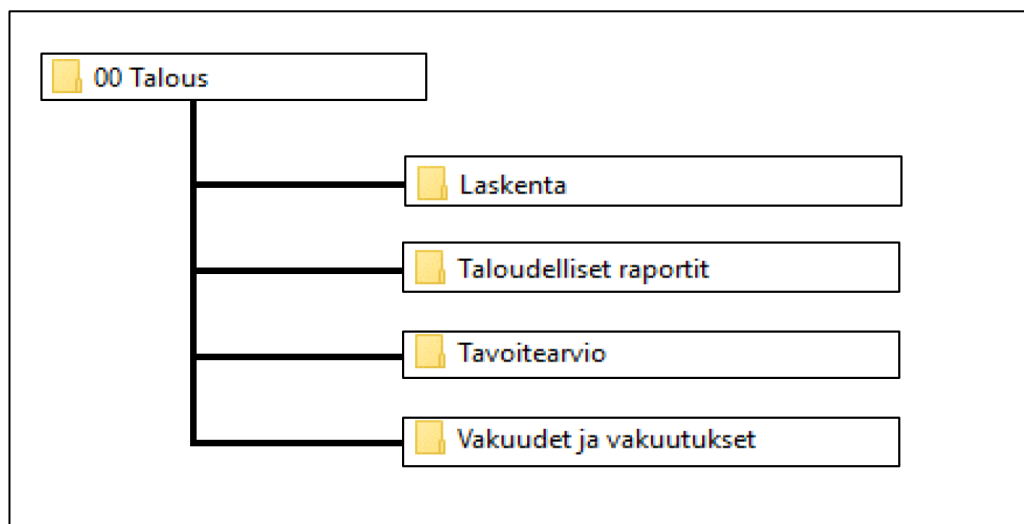 00 Talous
Laskenta
Taloudelliset raportit
Tavoitearvio
Vakuudet ja vakuutukset